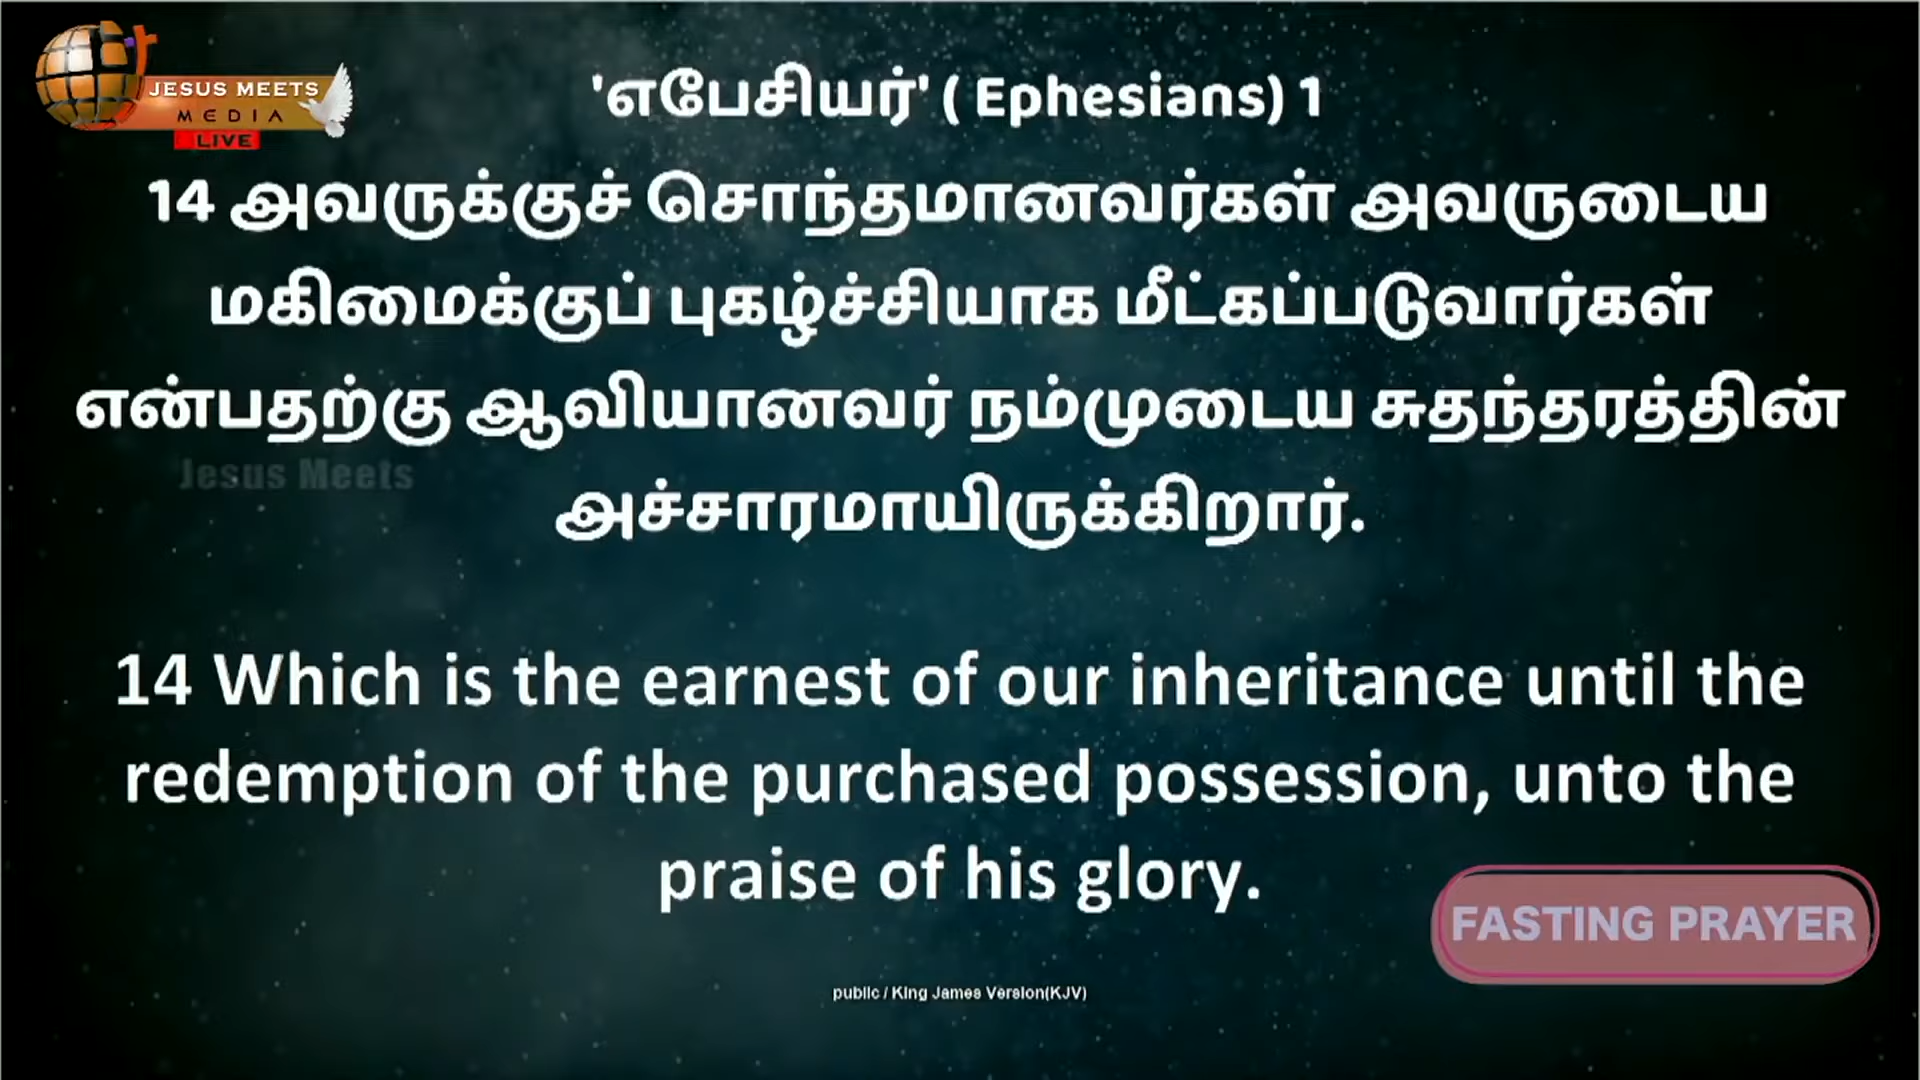 JESUS MEETS
MEDIA
LIVE
'எபேசியர்' ( Ephesians) 1
14 அவருக்குச் சொந்தமானவர்கள் அவருடைய
மகிமைக்குப் புகழ்ச்சியாக மீட்கப்படுவார்கள்
என்பதற்கு ஆவியானவர் நம்முடைய சுதந்தரத்தின்
Jesus Meets
அச்சாரமாயிருக்கிறார்.
14 Which is the earnest of our inheritance until the
redemption of the purchased possession, unto the
praise of his glory.
FASTING PRAYER
public / King James Version(KJV)